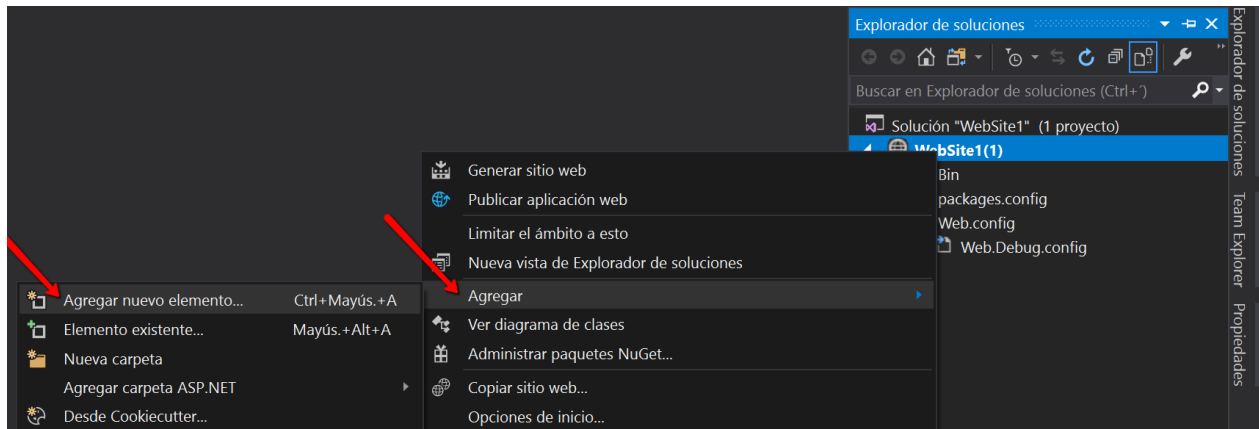 Explorador de soluciones
Buscar en Explorador de soluciones (Ctrl+´)
Solución "WebSite1" (1 proyecto)
WebSite1(1)
Bin
packages.config
Web.config
Web.Debug.config
Generar sitio web
Publicar aplicación web
Limitar el ámbito a esto
Nueva vista de Explorador de soluciones
Agregar
Ver diagrama de clases
Administrar paquetes NuGet...
Copiar sitio web...
Opciones de inicio...
Agregar nuevo elemento... Ctrl+Mayús.+A
Elemento existente... Mayús.+Alt+A
Nueva carpeta
Agregar carpeta ASP.NET
Desde Cookiecutter...
Explorador de soluciones
Team Explorer
Propiedades